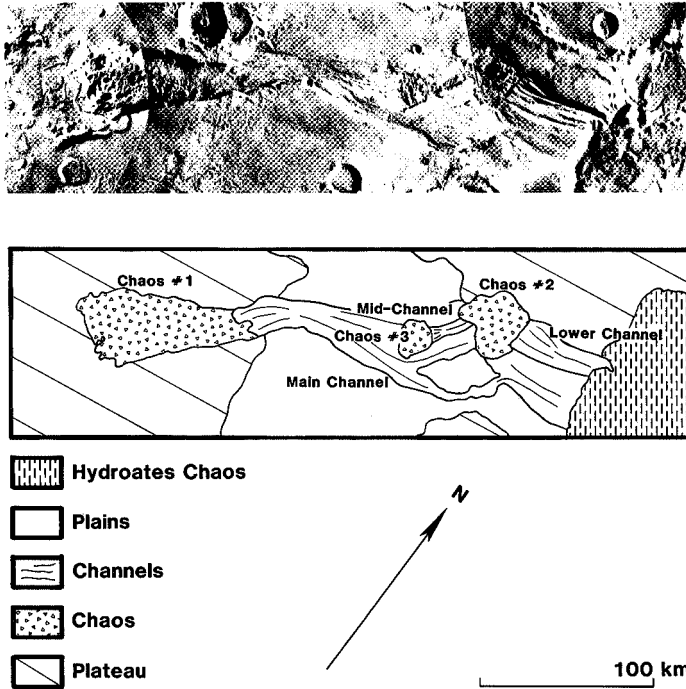 Chaos #1
Chaos #2
Mid-Channel
Chaos #3
Lower Channel
Main Channel
Hydroates Chaos
Plains
Channels
Chaos
Plateau
N
100 km